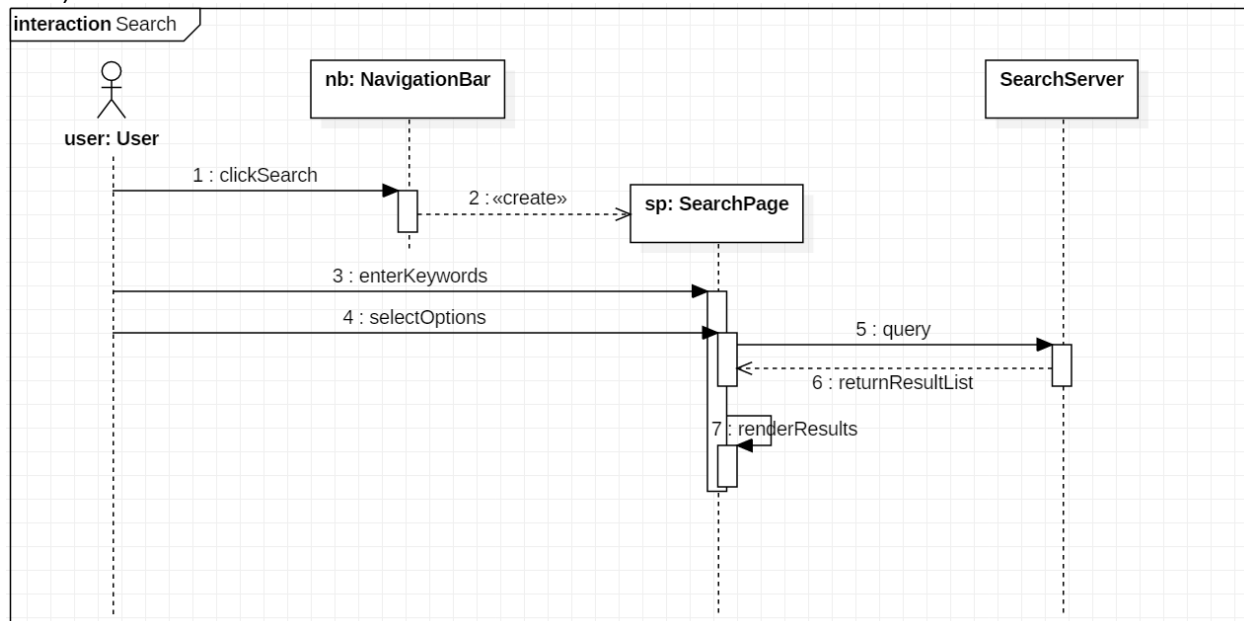 interaction Search
nb: NavigationBar
SearchServer
user: User
1 : clickSearch
2 : «create»
sp: SearchPage
3 : enterKeywords
4 : selectOptions
5 : query
6 : returnResultList
7 : renderResults